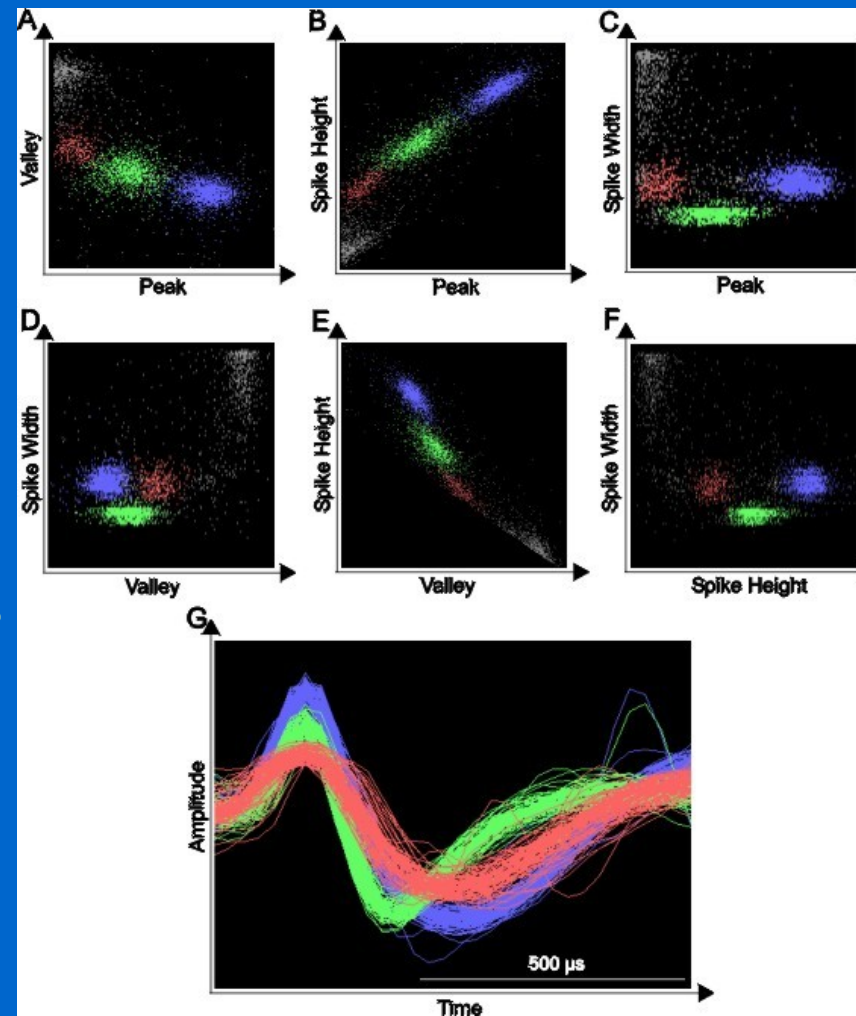 A
Valley
Peak
B
Spike Height
Peak
C
Spike Width
Peak
D
Spike Width
Valley
E
Spike Height
Valley
F
Spike Width
Spike Height
G
Amplitude
500 µs
Time